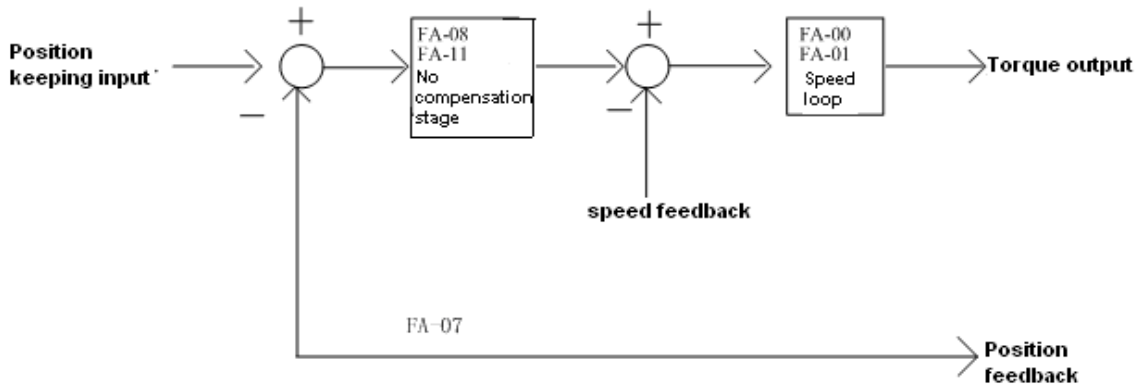 +
+
Position
keeping input
−
FA-08
FA-11
No
compensation
stage
−
FA-00
FA-01
Speed
loop
Torque output
speed feedback
FA-07
Position
feedback